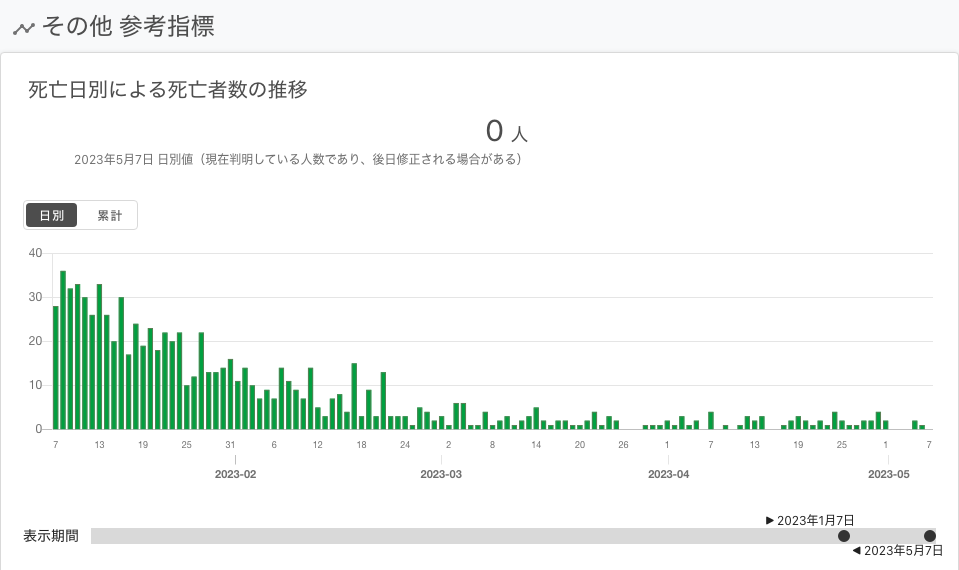 その他 参考指標
死亡日別による死亡者数の推移
0 人
2023年5月7日 日別値（現在判明している人数であり、後日修正される場合がある）
日別 累計
40
30
20
10
0
7 13 19 25 31 6 12 18 24 2 8 14 20 26 1 7 13 19 25 1 7
2023-02 2023-03 2023-04 2023-05
▶ 2023年1月7日
表示期間
◀ 2023年5月7日